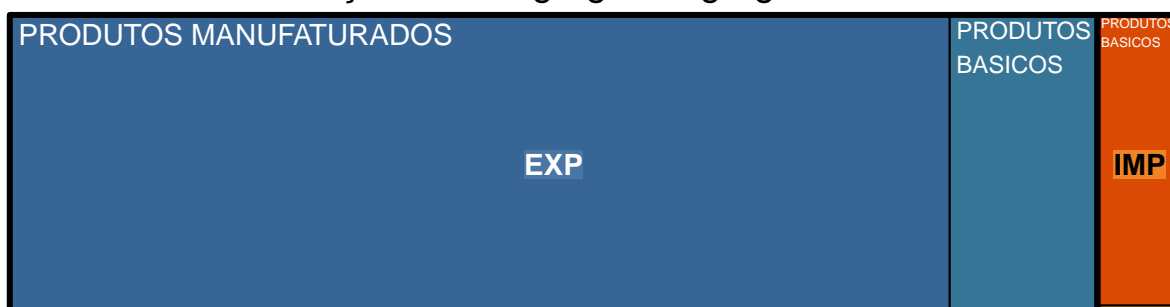 PRODUTOS MANUFATURADOS
EXP
PRODUTOS
BASICOS
PRODUTOS
BASICOS
IMP